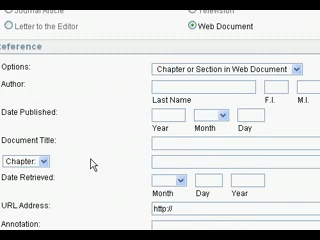 Journal Article Television
Letter to the Editor Web Document
Reference
Options: Chapter or Section in Web Document
Author:
Last Name F.I. M.I.
Date Published:
Year Month Day
Document Title:
Chapter:
Date Retrieved:
Month Day Year
URL Address: http://
Annotation: